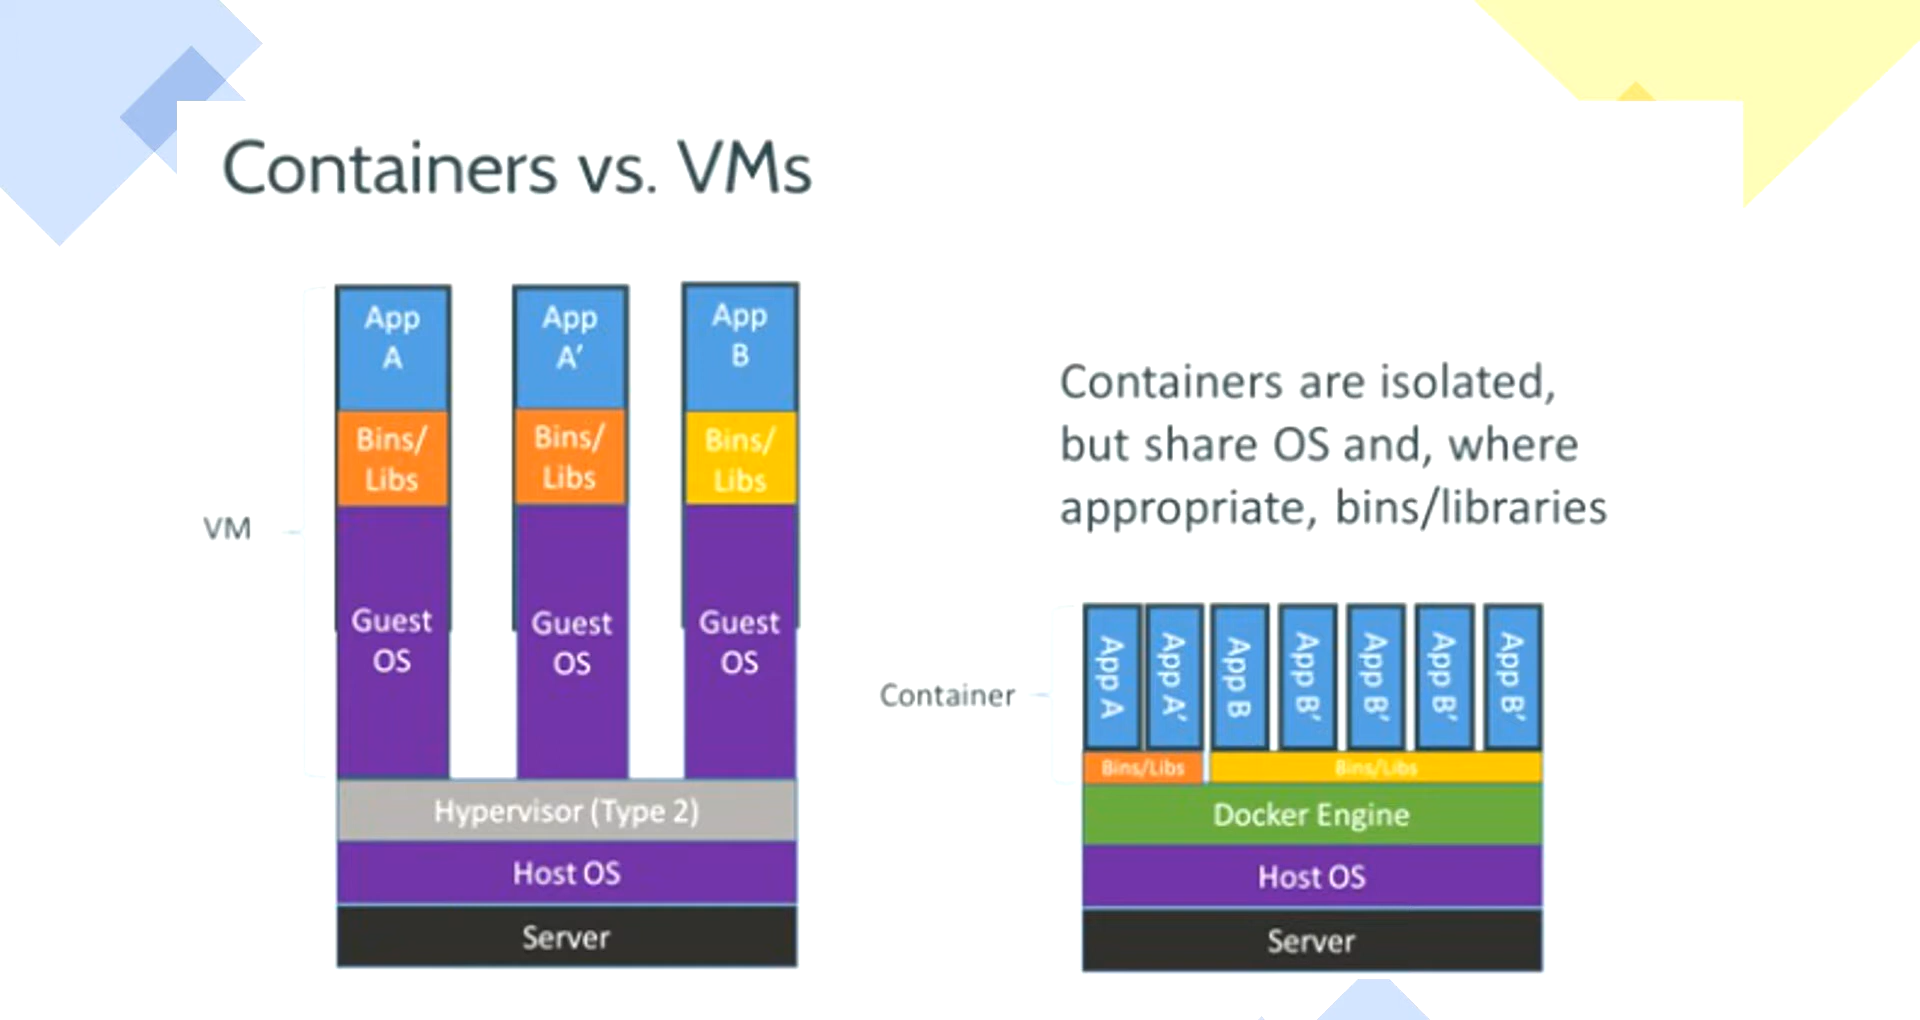 Containers vs. VMs
App
A
App
A’
App
B
Bins/
Libs
Bins/
Libs
Bins/
Libs
VM
Guest
OS
Guest
OS
Guest
OS
Hypervisor (Type 2)
Host OS
Server
Containers are isolated,
but share OS and, where
appropriate, bins/libraries
Container
App A
App A’
App B
App B’
App B’
App B’
App B’
Bins/Libs
Bins/Libs
Docker Engine
Host OS
Server